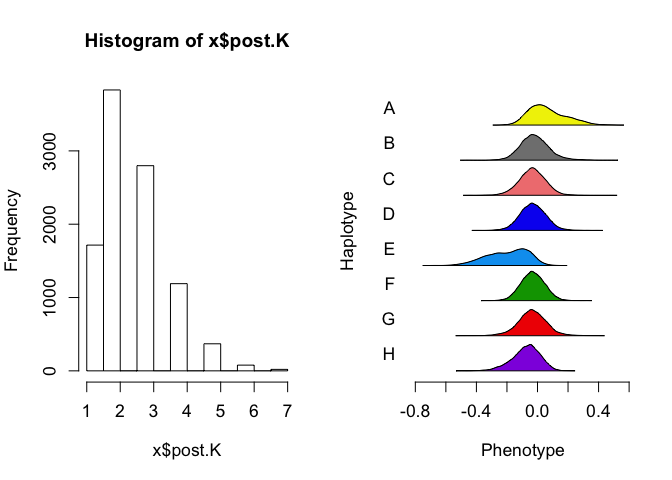 Histogram of x$post.K
Frequency
0
1000
2000
3000
1 2 3 4 5 6 7
x$post.K
Haplotype
A
B
C
D
E
F
G
H
-0.8 -0.4 0.0 0.4
Phenotype